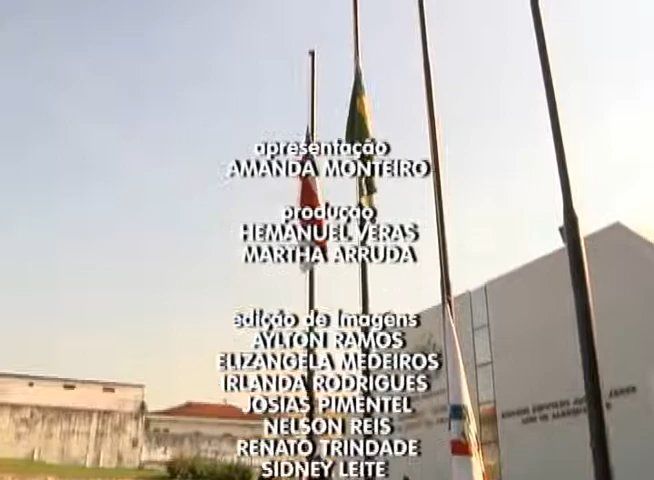 apresentação
AMANDA MONTEIRO
produção
HEMANUEL VERAS
MARTHA ARRUDA
edição de Imagens
AYLTON RAMOS
ELIZANGELA MEDEIROS
IRLANDA RODRIGUES
JOSIAS PIMENTEL
NELSON REIS
RENATO TRINDADE
SIDNEY LEITE